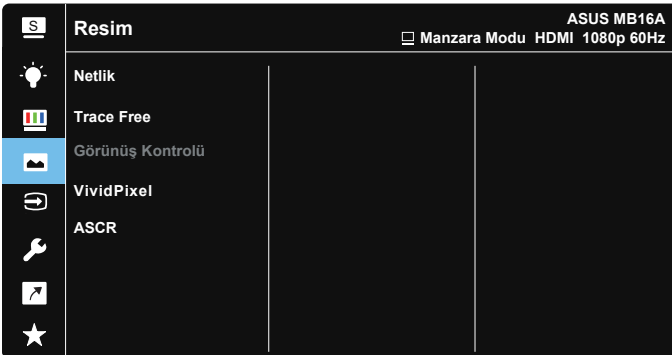 S
Resim
ASUS MB16A
Manzara Modu HDMI 1080p 60Hz
Netlik
Trace Free
Görünüş Kontrolü
VividPixel
ASCR